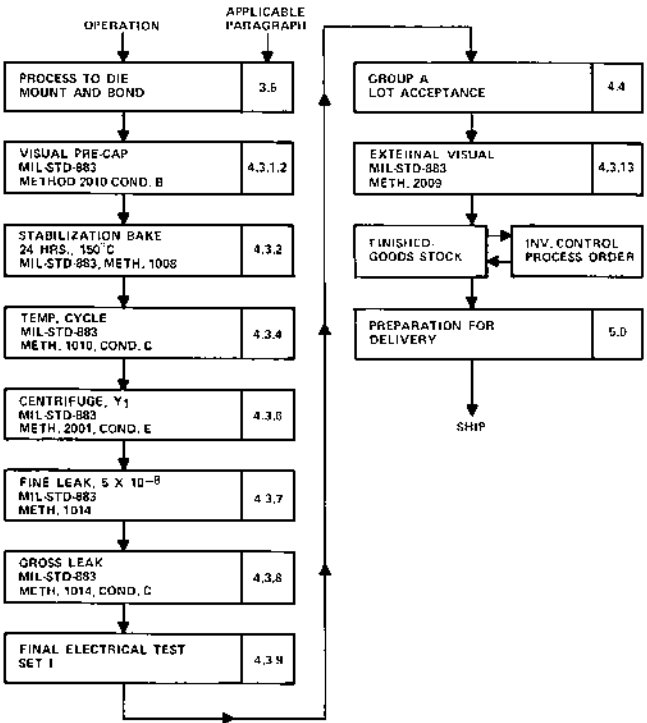 OPERATION
APPLICABLE
PARAGRAPH
PROCESS TO DIE
MOUNT AND BOND
3.6
VISUAL PRE-CAP
MIL-STD-883
METHOD 2010 COND. B
4.3.1.2
STABILIZATION BAKE
24 HRS., 150°C
MIL-STD-883, METH. 1008
4.3.2
TEMP. CYCLE
MIL-STD-883
METH. 1010, COND. C
4.3.4
CENTRIFUGE, Y1
MIL-STD-883
METH. 2001, COND. E
4.3.6
FINE LEAK, 5 X 10-8
MIL-STD-883
METH. 1014
4.3.7
GROSS LEAK
MIL-STD-883
METH. 1014, COND. C
4.3.8
FINAL ELECTRICAL TEST
SET I
4.3.9
GROUP A
LOT ACCEPTANCE
4.4
EXTERNAL VISUAL
MIL-STD-883
METH. 2009
4.3.13
FINISHED-
GOODS STOCK
INV. CONTROL
PROCESS ORDER
PREPARATION FOR
DELIVERY
5.0
SHIP